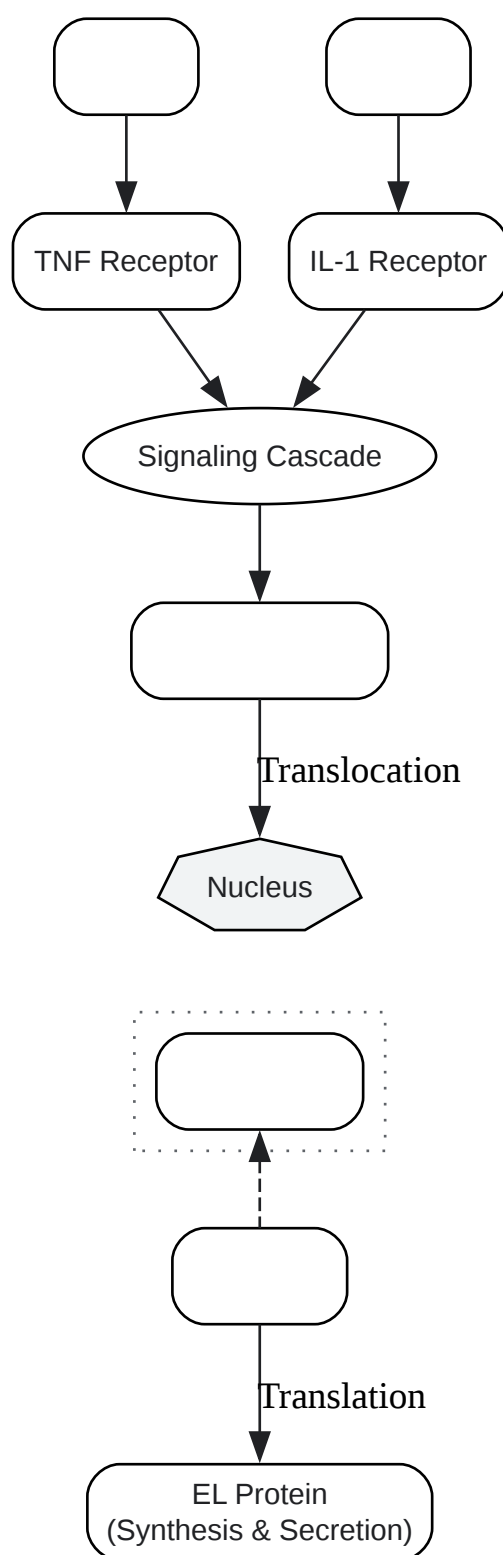 TNF Receptor
IL-1 Receptor
Signaling Cascade
Translocation
Nucleus
Translation
EL Protein
(Synthesis & Secretion)